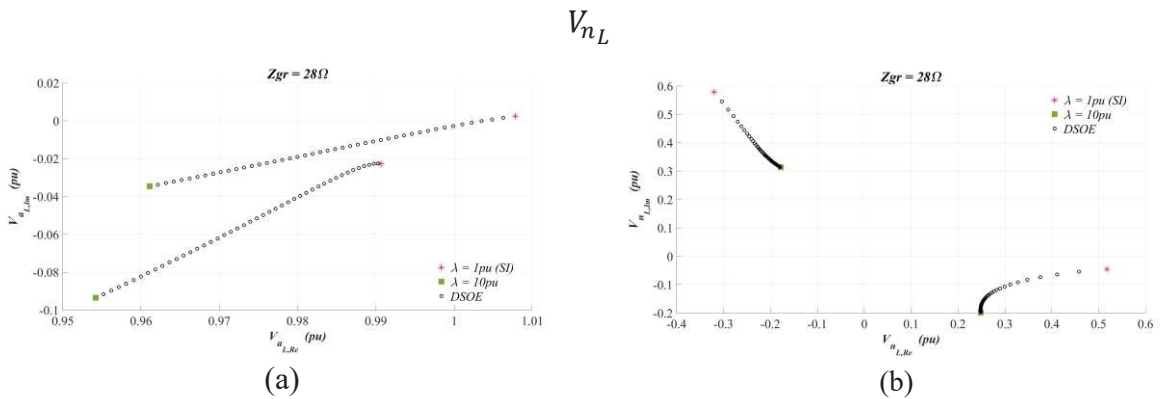 V_{n_L}
Zgr = 28Ω
0.02
0
-0.02
-0.04
-0.06
-0.08
-0.1
V_{a_{L,Im}} (pu)
λ = 1pu (SI)
λ = 10pu
DSOE
0.95 0.96 0.97 0.98 0.99 1 1.01
V_{a_{L,Re}} (pu)
(a)
Zgr = 28Ω
0.6
0.5
0.4
0.3
0.2
0.1
0
-0.1
-0.2
V_{n_{L,Im}} (pu)
λ = 1pu (SI)
λ = 10pu
DSOE
-0.4 -0.3 -0.2 -0.1 0 0.1 0.2 0.3 0.4 0.5 0.6
V_{n_{L,Re}} (pu)
(b)